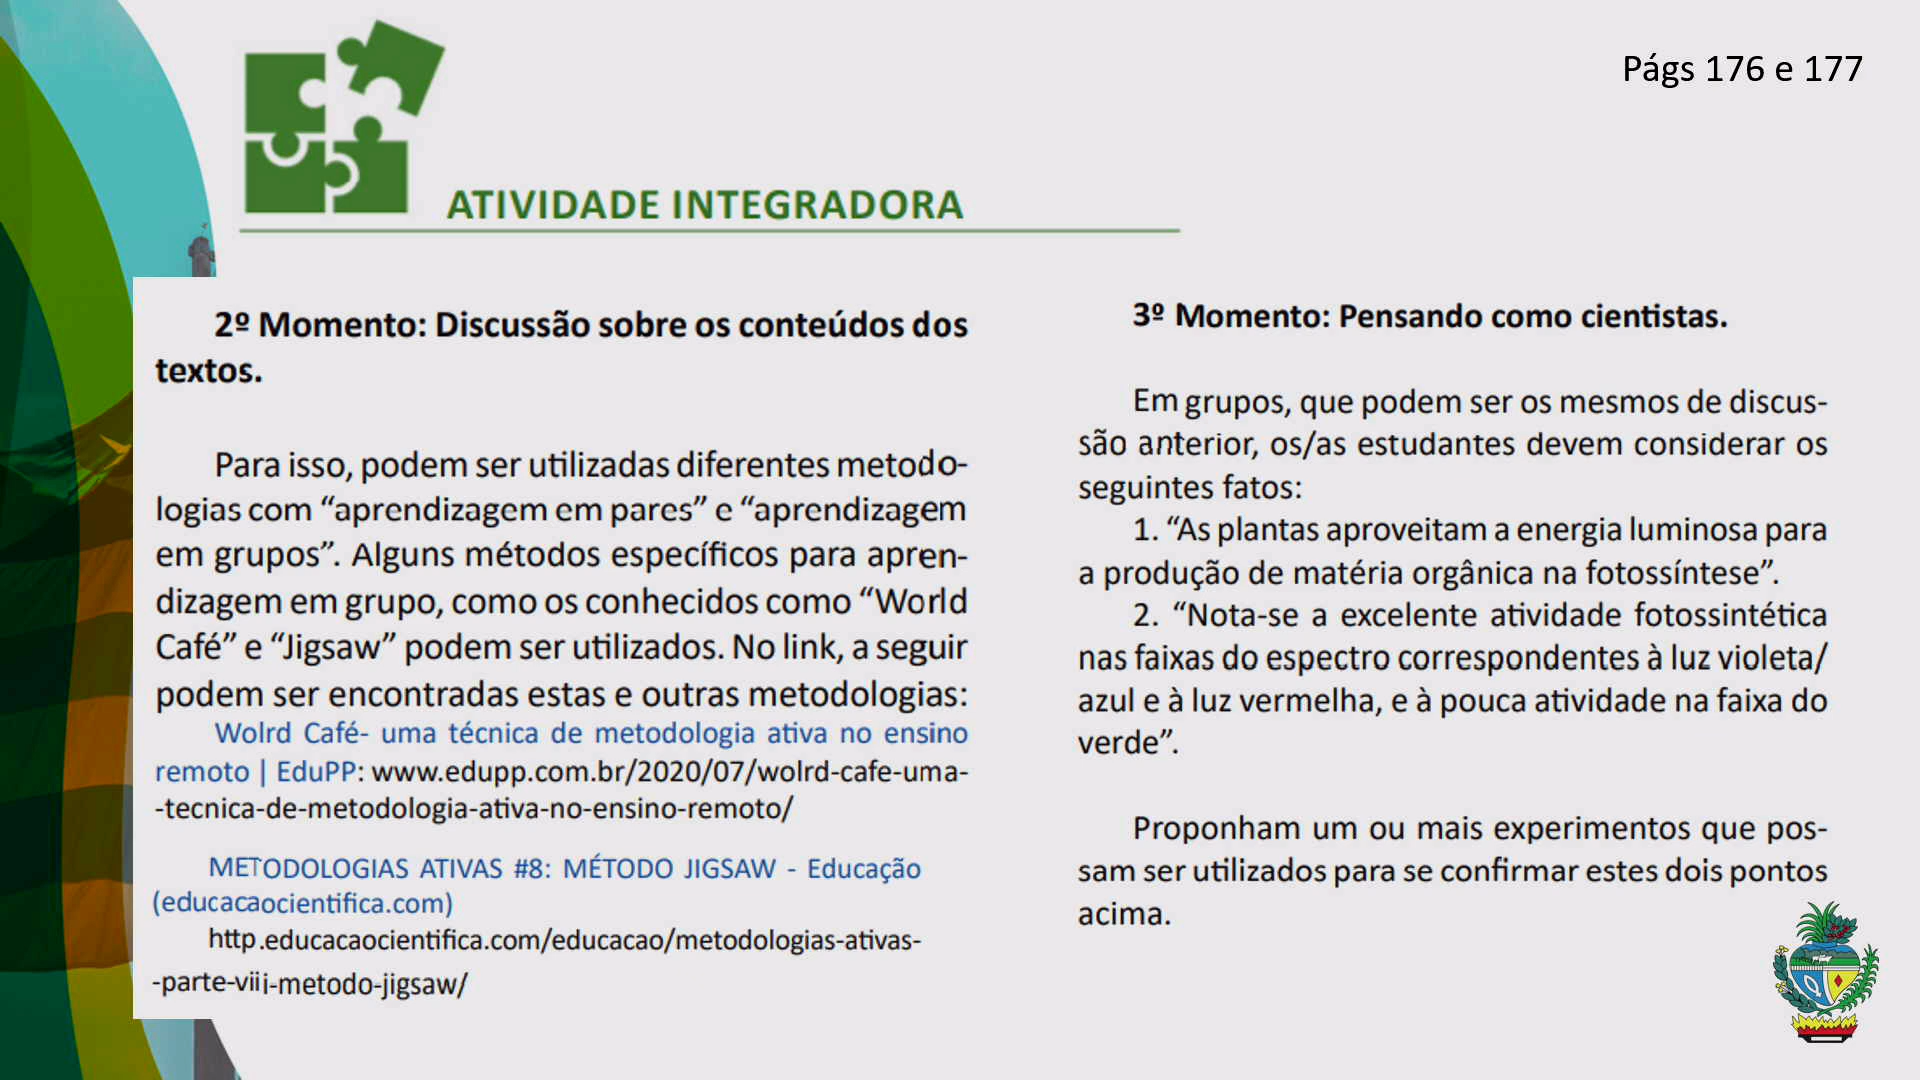 Págs 176 e 177
ATIVIDADE INTEGRADORA
2º Momento: Discussão sobre os conteúdos dos
textos.
Para isso, podem ser utilizadas diferentes metodo-
logias com “aprendizagem em pares” e “aprendizagem
em grupos”. Alguns métodos específicos para apren-
dizagem em grupo, como os conhecidos como “World
Café” e “Jigsaw” podem ser utilizados. No link, a seguir
podem ser encontradas estas e outras metodologias:
Wolrd Café- uma técnica de metodologia ativa no ensino
remoto | EduPP: www.edupp.com.br/2020/07/wolrd-cafe-uma-
-tecnica-de-metodologia-ativa-no-ensino-remoto/
METODOLOGIAS ATIVAS #8: MÉTODO JIGSAW - Educação
(educacaocientifica.com)
http.educacaocientifica.com/educacao/metodologias-ativas-
-parte-viii-metodo-jigsaw/
3º Momento: Pensando como cientistas.
Em grupos, que podem ser os mesmos de discus-
são anterior, os/as estudantes devem considerar os
seguintes fatos:
1. “As plantas aproveitam a energia luminosa para
a produção de matéria orgânica na fotossíntese”.
2. “Nota-se a excelente atividade fotossintética
nas faixas do espectro correspondentes à luz violeta/
azul e à luz vermelha, e à pouca atividade na faixa do
verde”.
Proponham um ou mais experimentos que pos-
sam ser utilizados para se confirmar estes dois pontos
acima.